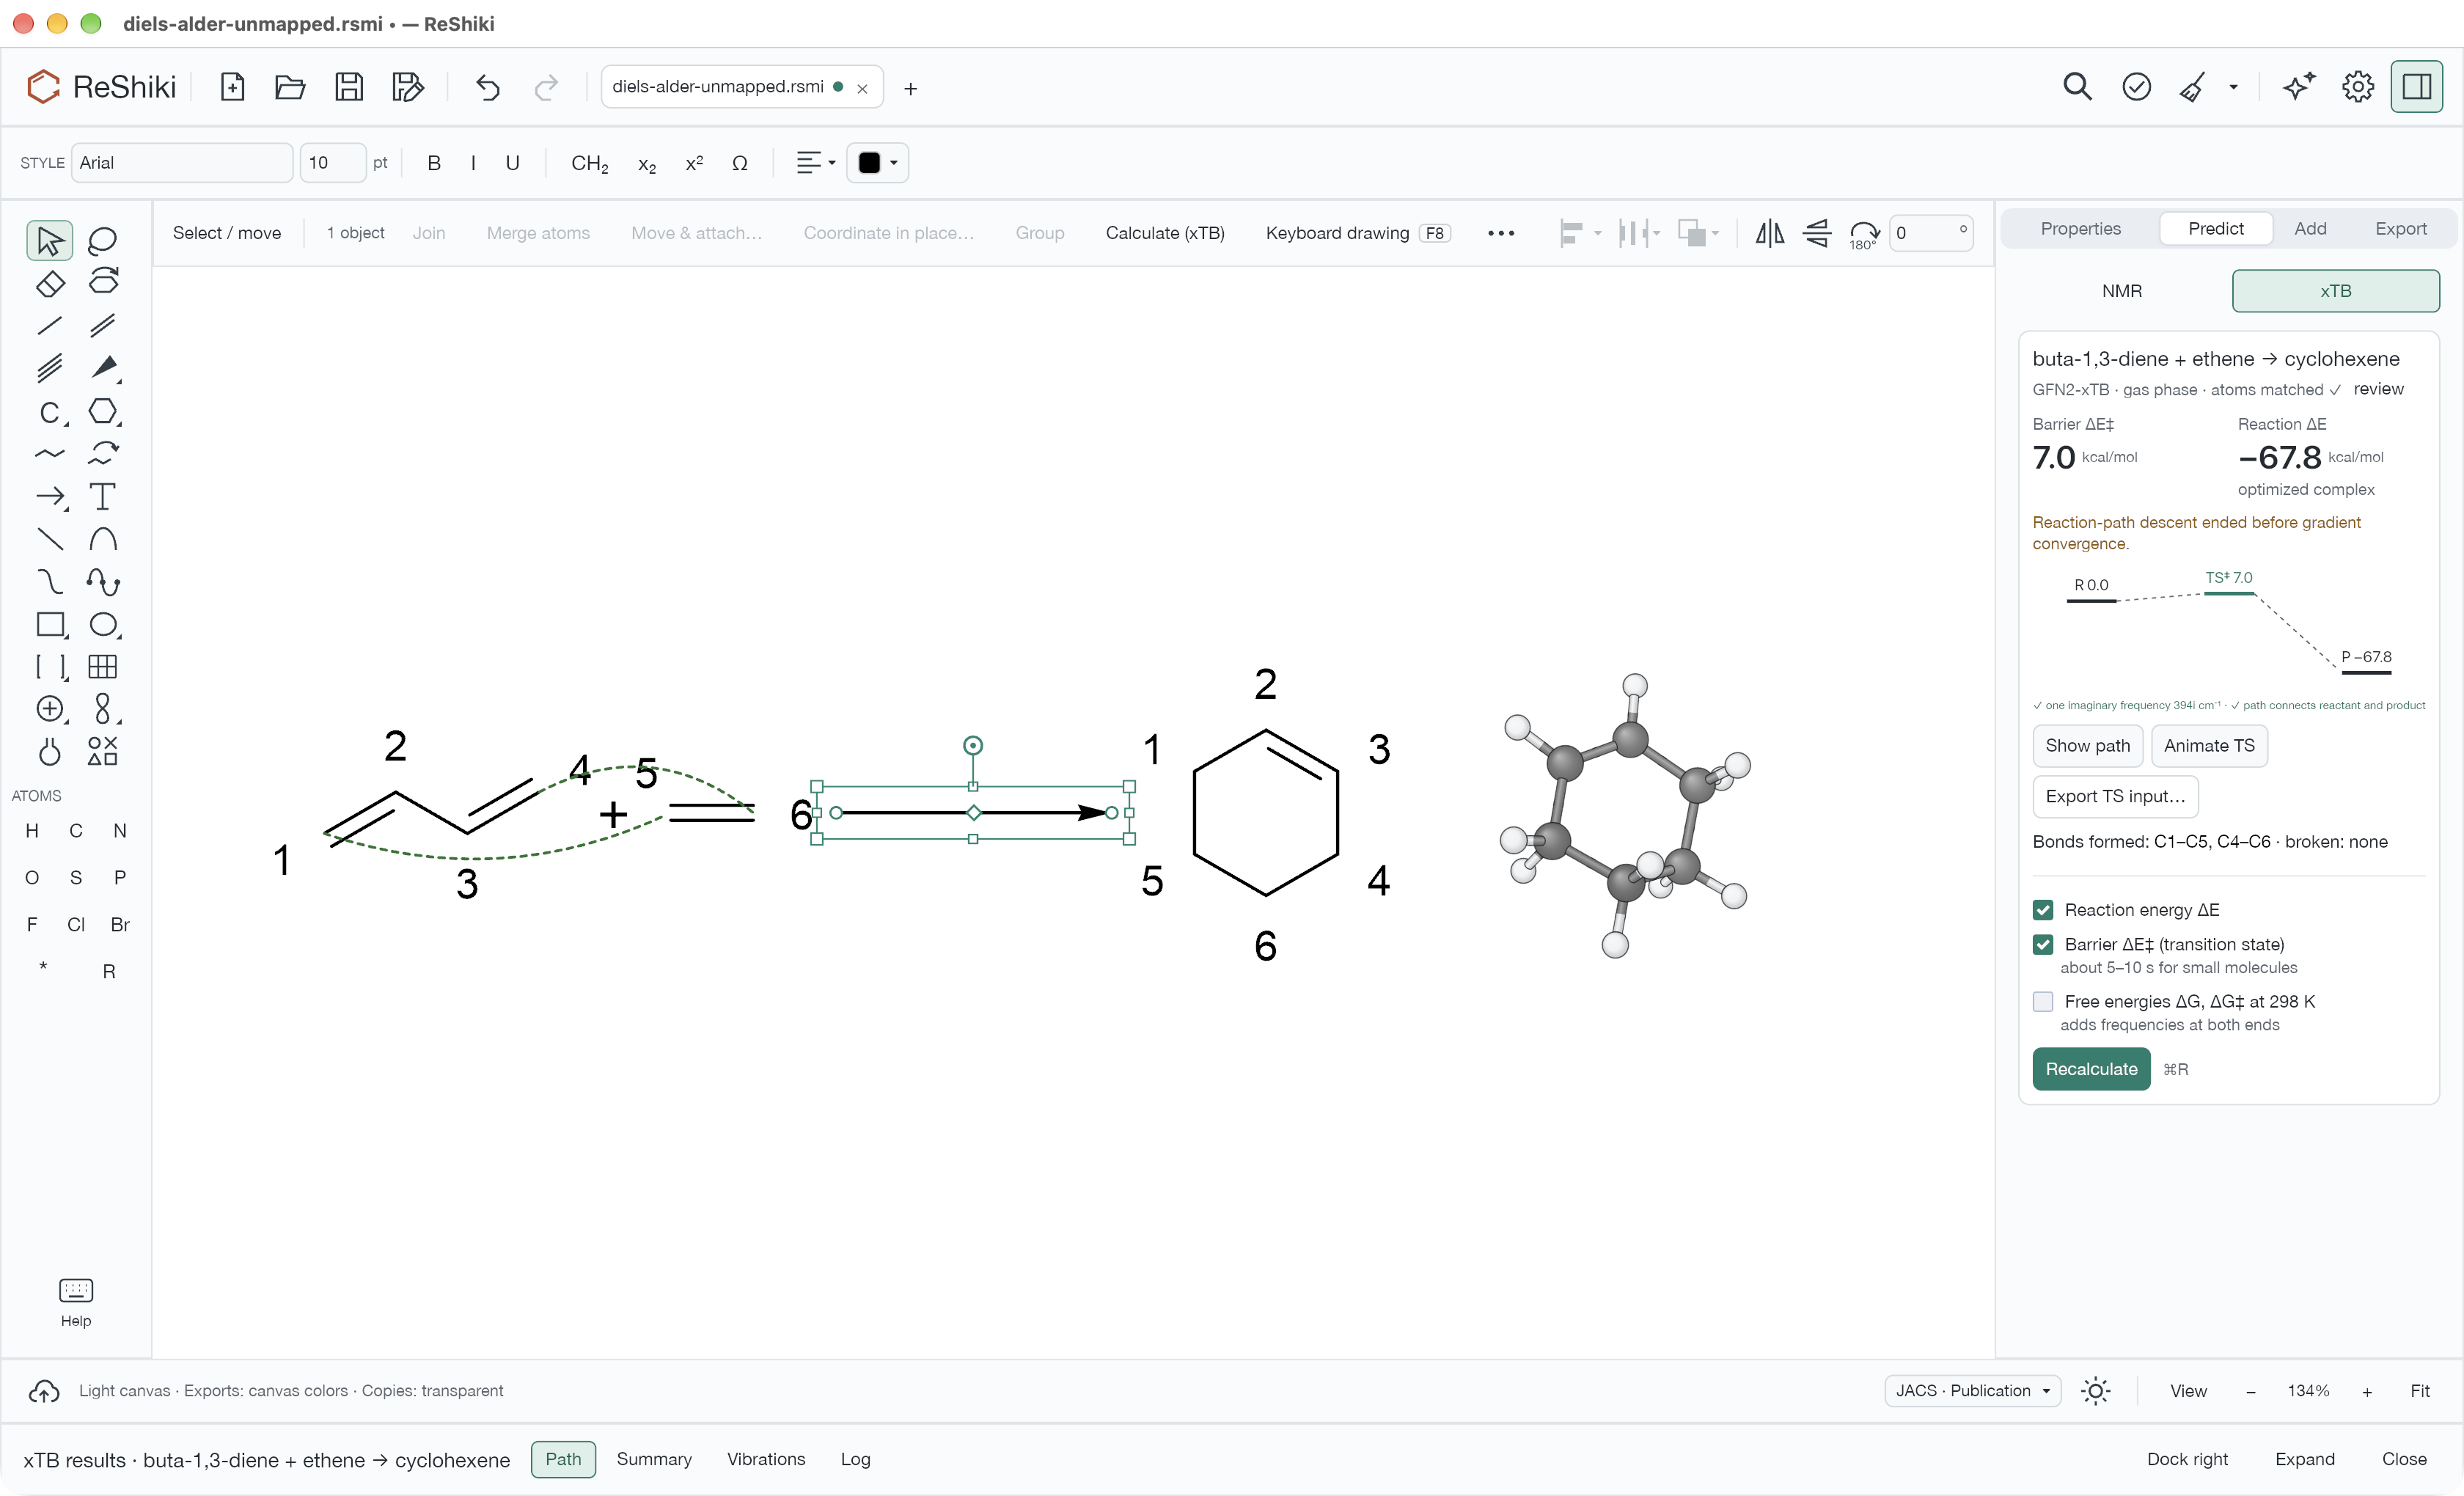 diels-alder-unmapped.rsmi • — ReShiki
ReShiki
diels-alder-unmapped.rsmi ● × +
STYLE Arial 10 pt B I U CH₂ x₂ x² Ω
Select / move 1 object Join Merge atoms Move & attach... Coordinate in place... Group Calculate (xTB) Keyboard drawing F8 ••• 180° 0 °
Properties Predict Add Export
NMR xTB
buta-1,3-diene + ethene → cyclohexene
GFN2-xTB · gas phase · atoms matched ✓ review
Barrier ΔE‡ Reaction ΔE
7.0 kcal/mol −67.8 kcal/mol
optimized complex
Reaction-path descent ended before gradient
convergence.
R 0.0 TS‡ 7.0
P −67.8
✓ one imaginary frequency 394i cm⁻¹ · ✓ path connects reactant and product
Show path Animate TS
Export TS input...
Bonds formed: C1–C5, C4–C6 · broken: none
Reaction energy ΔE
Barrier ΔE‡ (transition state)
about 5–10 s for small molecules
Free energies ΔG, ΔG‡ at 298 K
adds frequencies at both ends
Recalculate ⌘R
C
T
ATOMS
H C N
O S P
F Cl Br
* R
Help
1 2 3 4 + 5 6
1 2 3 4 5 6
Light canvas · Exports: canvas colors · Copies: transparent
JACS · Publication View − 134% + Fit
xTB results · buta-1,3-diene + ethene → cyclohexene Path Summary Vibrations Log Dock right Expand Close